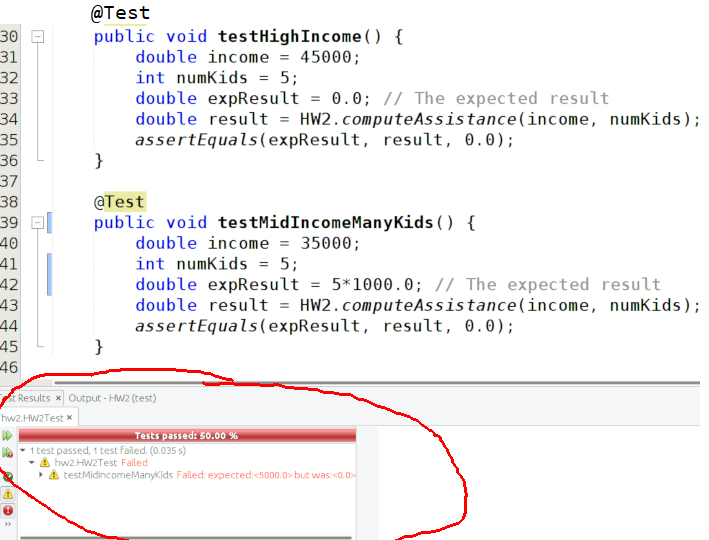 @Test
30 public void testHighIncome() {
31 double income = 45000;
32 int numKids = 5;
33 double expResult = 0.0; // The expected result
34 double result = HW2.computeAssistance(income, numKids);
35 assertEquals(expResult, result, 0.0);
36 }
37
38 @Test
39 public void testMidIncomeManyKids() {
40 double income = 35000;
41 int numKids = 5;
42 double expResult = 5*1000.0; // The expected result
43 double result = HW2.computeAssistance(income, numKids);
44 assertEquals(expResult, result, 0.0);
45 }
46
st Results × Output - HW2 (test)
hw2.HW2Test ×
Tests passed: 50.00 %
1 test passed, 1 test failed. (0.035 s)
hw2.HW2Test Failed
testMidIncomeManyKids Failed: expected:<5000.0> but was:<0.0>